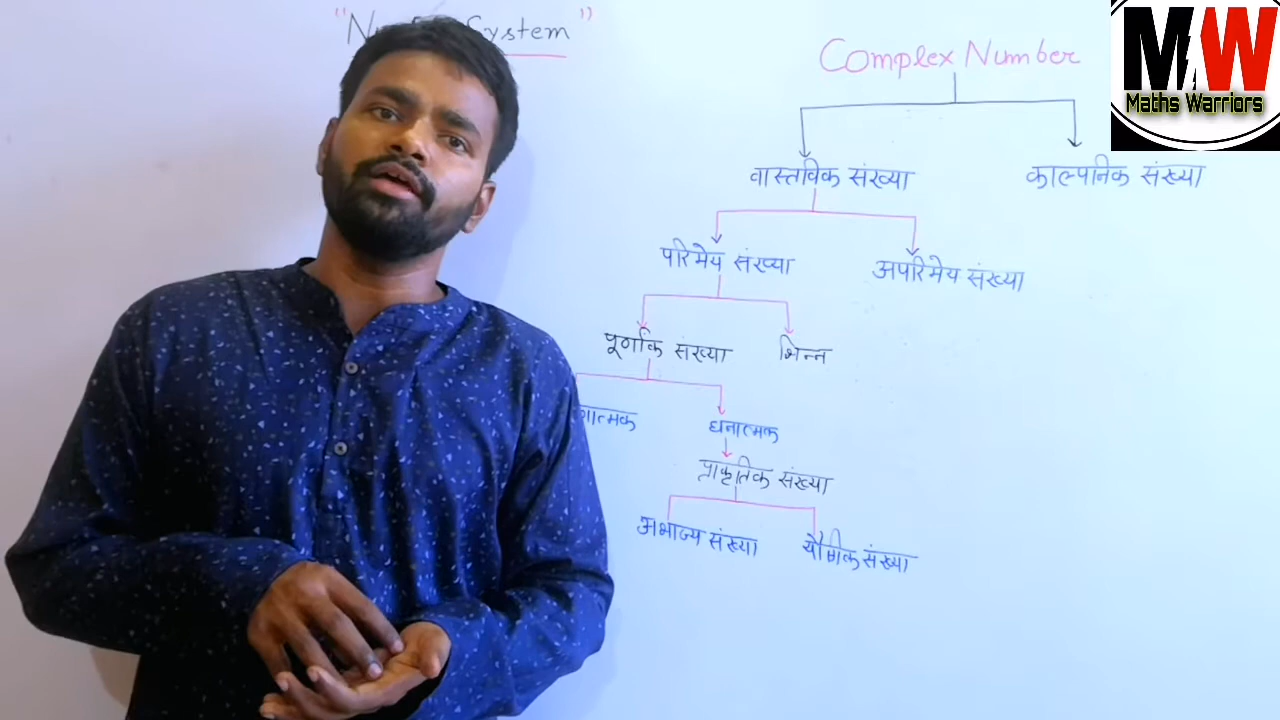 System
Complex Number
MW
Maths Warriors
वास्तविक संख्या
काल्पनिक संख्या
परिमेय संख्या
अपरिमेय संख्या
पूर्णांक संख्या
भिन्न
धनात्मक
प्राकृतिक संख्या
अभाज्य संख्या
यौगिक संख्या